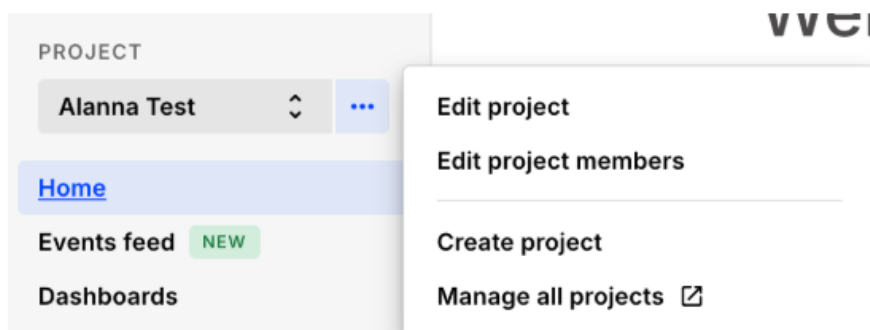 PROJECT
Alanna Test
Home
Events feed NEW
Dashboards
Edit project
Edit project members
Create project
Manage all projects